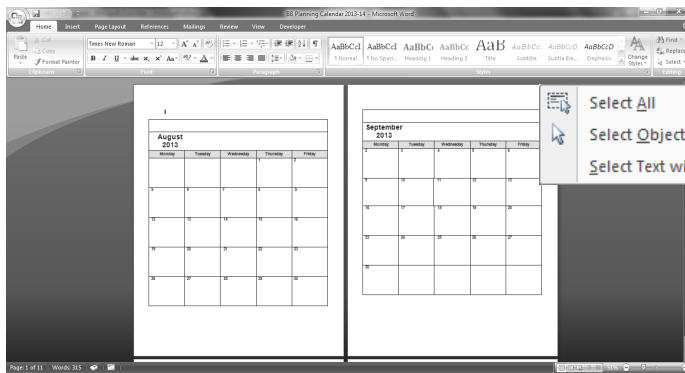 BB Planning Calendar 2013-14 - Microsoft Word
Home Insert Page Layout References Mailings Review View Developer
Cut
Copy
Format Painter
Paste
Clipboard
Times New Roman 12
Font
Paragraph
AaBbCcI AaBbCcI AaBbCc AaBbCc AaB AaBbCc. AaBbCcD AaBbCcD
¶ Normal ¶ No Spaci... Heading 1 Heading 2 Title Subtitle Subtle Em... Emphasis
Styles
Change Styles
Find
Replace
Select
Editing
Select All
Select Object
Select Text wi
August
2013
Monday Tuesday Wednesday Thursday Friday
1 2
5 6 7 8 9
12 13 14 15 16
19 20 21 22 23
26 27 28 29 30
September
2013
Monday Tuesday Wednesday Thursday Friday
2 3 4 5 6
9 10 11 12 13
16 17 18 19 20
23 24 25 26 27
30
Page: 1 of 11 Words: 315
51%